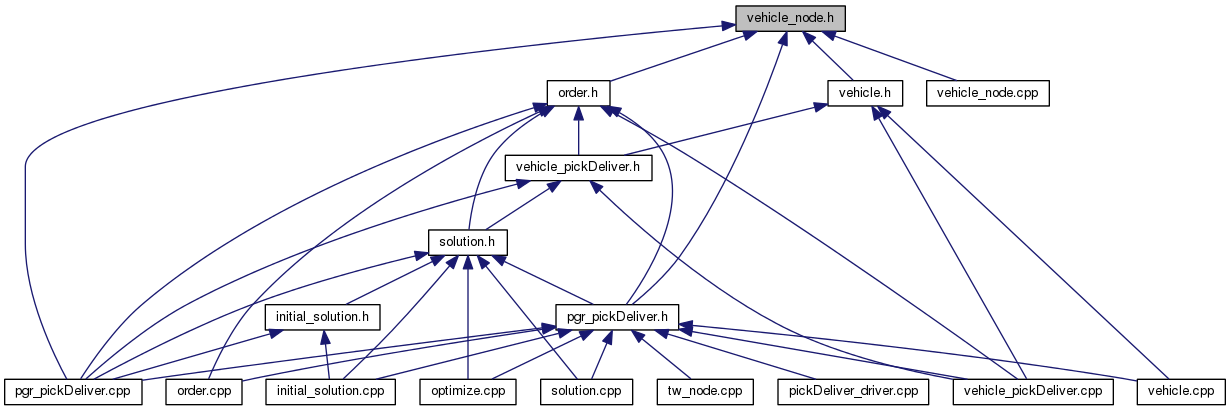 vehicle_node.h
order.h
vehicle.h
vehicle_node.cpp
vehicle_pickDeliver.h
solution.h
initial_solution.h
pgr_pickDeliver.h
pgr_pickDeliver.cpp
order.cpp
initial_solution.cpp
optimize.cpp
solution.cpp
tw_node.cpp
pickDeliver_driver.cpp
vehicle_pickDeliver.cpp
vehicle.cpp